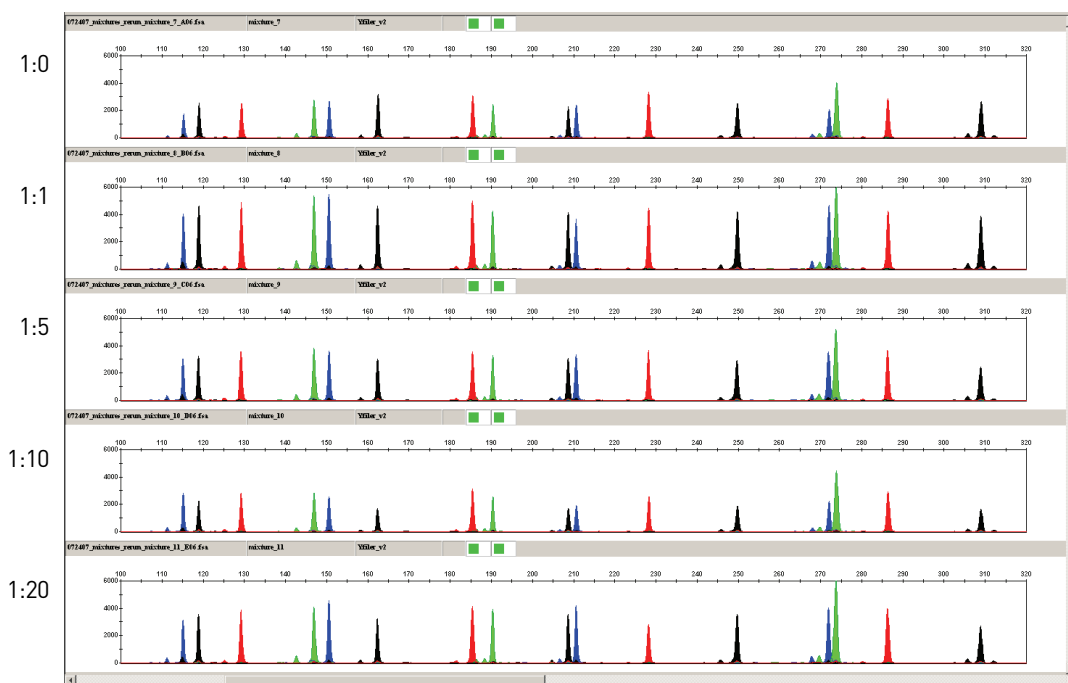 072407_mixtures_rerun_mixture_7_A06.fsa mixture_7 Yfiler_v2
1:0
100 110 120 130 140 150 160 170 180 190 200 210 220 230 240 250 260 270 280 290 300 310 320
6000
4000
2000
0
072407_mixtures_rerun_mixture_8_B06.fsa mixture_8 Yfiler_v2
1:1
100 110 120 130 140 150 160 170 180 190 200 210 220 230 240 250 260 270 280 290 300 310 320
6000
4000
2000
0
072407_mixtures_rerun_mixture_9_C06.fsa mixture_9 Yfiler_v2
1:5
100 110 120 130 140 150 160 170 180 190 200 210 220 230 240 250 260 270 280 290 300 310 320
6000
4000
2000
0
072407_mixtures_rerun_mixture_10_D06.fsa mixture_10 Yfiler_v2
1:10
100 110 120 130 140 150 160 170 180 190 200 210 220 230 240 250 260 270 280 290 300 310 320
6000
4000
2000
0
072407_mixtures_rerun_mixture_11_E06.fsa mixture_11 Yfiler_v2
1:20
100 110 120 130 140 150 160 170 180 190 200 210 220 230 240 250 260 270 280 290 300 310 320
6000
4000
2000
0